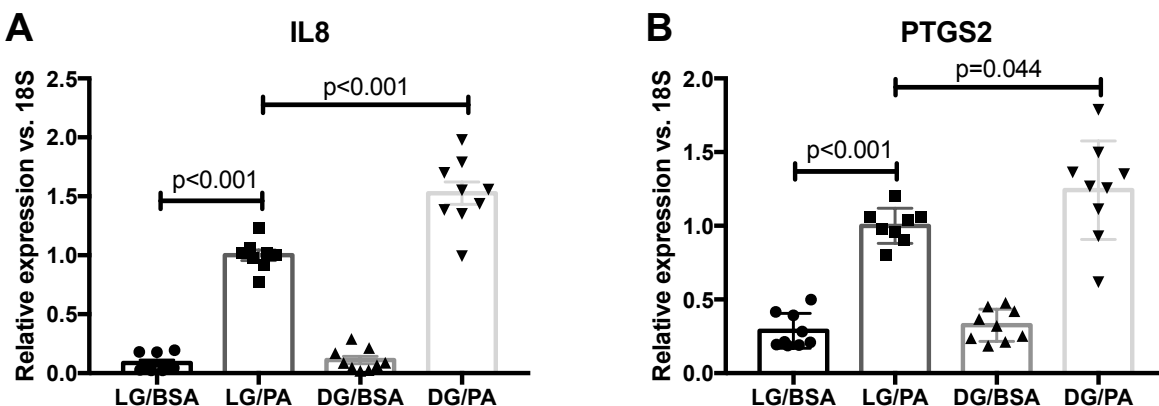 A
IL8
Relative expression vs. 18S
2.5
2.0
1.5
1.0
0.5
0.0
p<0.001
p<0.001
LG/BSA
LG/PA
DG/BSA
DG/PA
B
PTGS2
Relative expression vs. 18S
2.0
1.5
1.0
0.5
0.0
p=0.044
p<0.001
LG/BSA
LG/PA
DG/BSA
DG/PA